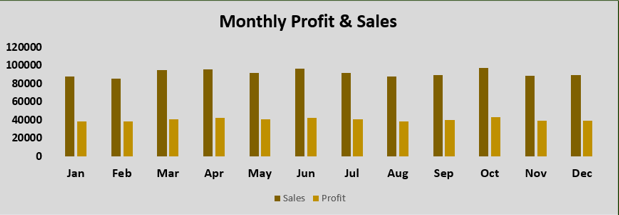 Monthly Profit & Sales
120000
100000
80000
60000
40000
20000
0
Jan Feb Mar Apr May Jun Jul Aug Sep Oct Nov Dec
Sales Profit